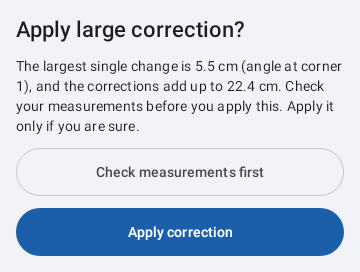 Apply large correction?
The largest single change is 5.5 cm (angle at corner
1), and the corrections add up to 22.4 cm. Check
your measurements before you apply this. Apply it
only if you are sure.
Check measurements first
Apply correction